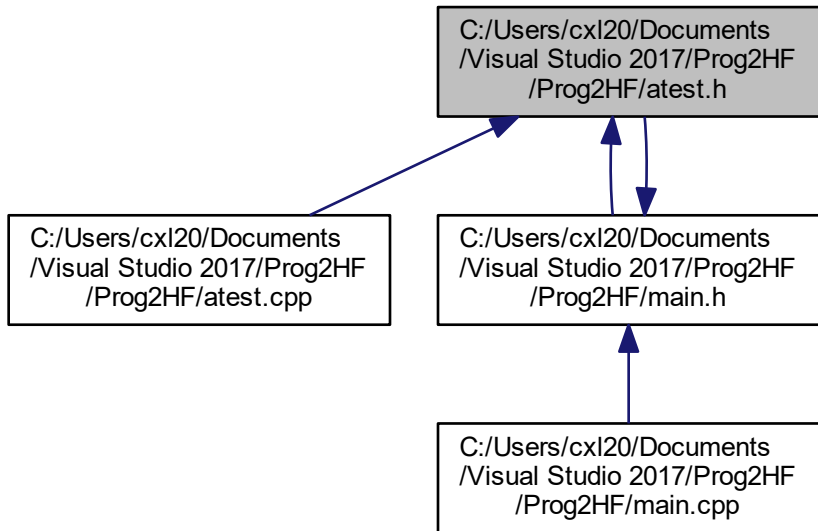 C:/Users/cxl20/Documents
/Visual Studio 2017/Prog2HF
/Prog2HF/atest.h
C:/Users/cxl20/Documents
/Visual Studio 2017/Prog2HF
/Prog2HF/atest.cpp
C:/Users/cxl20/Documents
/Visual Studio 2017/Prog2HF
/Prog2HF/main.h
C:/Users/cxl20/Documents
/Visual Studio 2017/Prog2HF
/Prog2HF/main.cpp